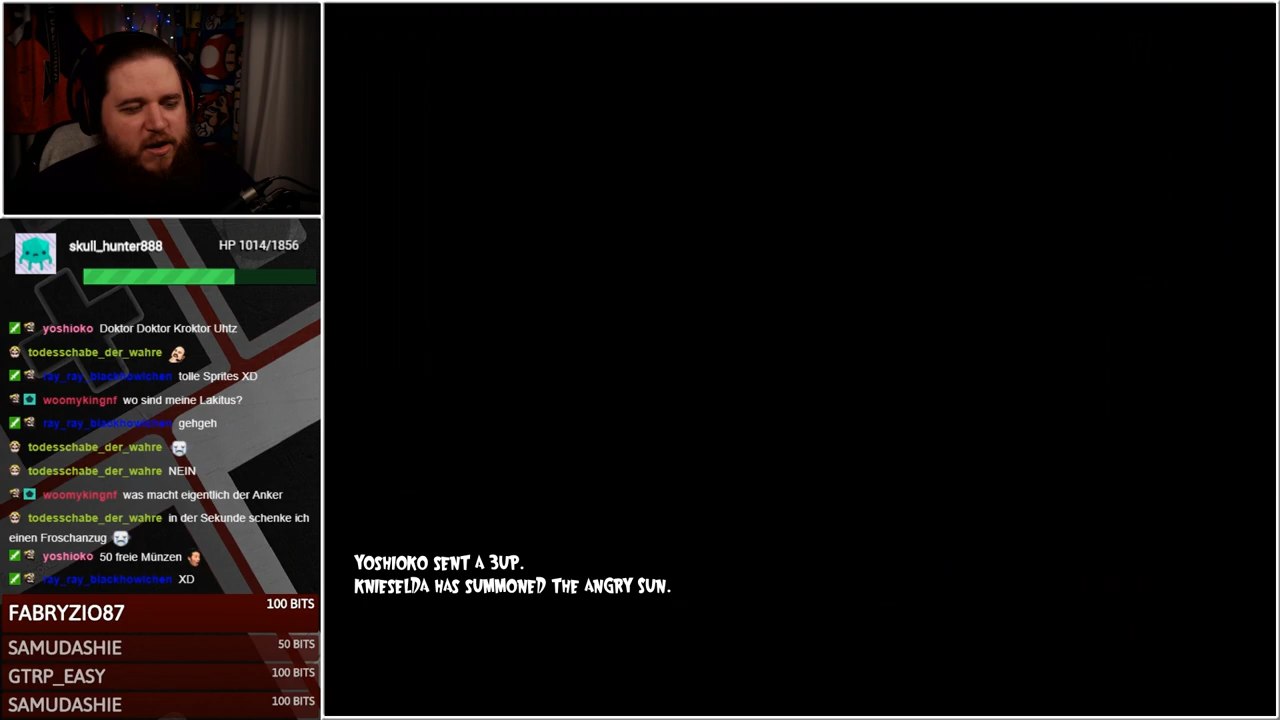 skull_hunter888 HP 1014/1856
yoshioko Doktor Doktor Kroktor Uhtz
todesschabe_der_wahre
ray_ray_blackhowlchen tolle Sprites XD
woomykingnf wo sind meine Lakitus?
ray_ray_blackhowlchen gehgeh
todesschabe_der_wahre
todesschabe_der_wahre NEIN
woomykingnf was macht eigentlich der Anker
todesschabe_der_wahre in der Sekunde schenke ich
einen Froschanzug
yoshioko 50 freie Münzen
ray_ray_blackhowlchen XD
FABRYZIO87 100 BITS
SAMUDASHIE 50 BITS
GTRP_EASY 100 BITS
SAMUDASHIE 100 BITS
YOSHIOKO SENT A 3UP.
KNIESELDA HAS SUMMONED THE ANGRY SUN.